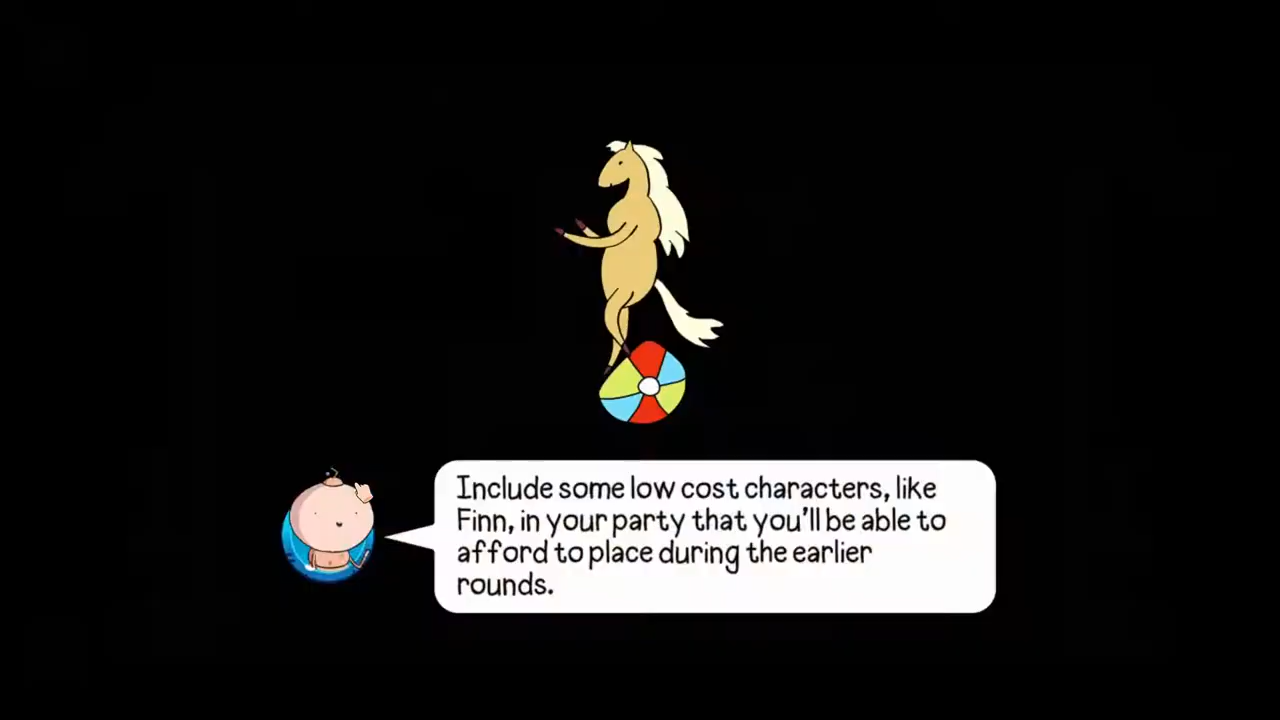 Include some low cost characters, like
Finn, in your party that you'll be able to
afford to place during the earlier
rounds.